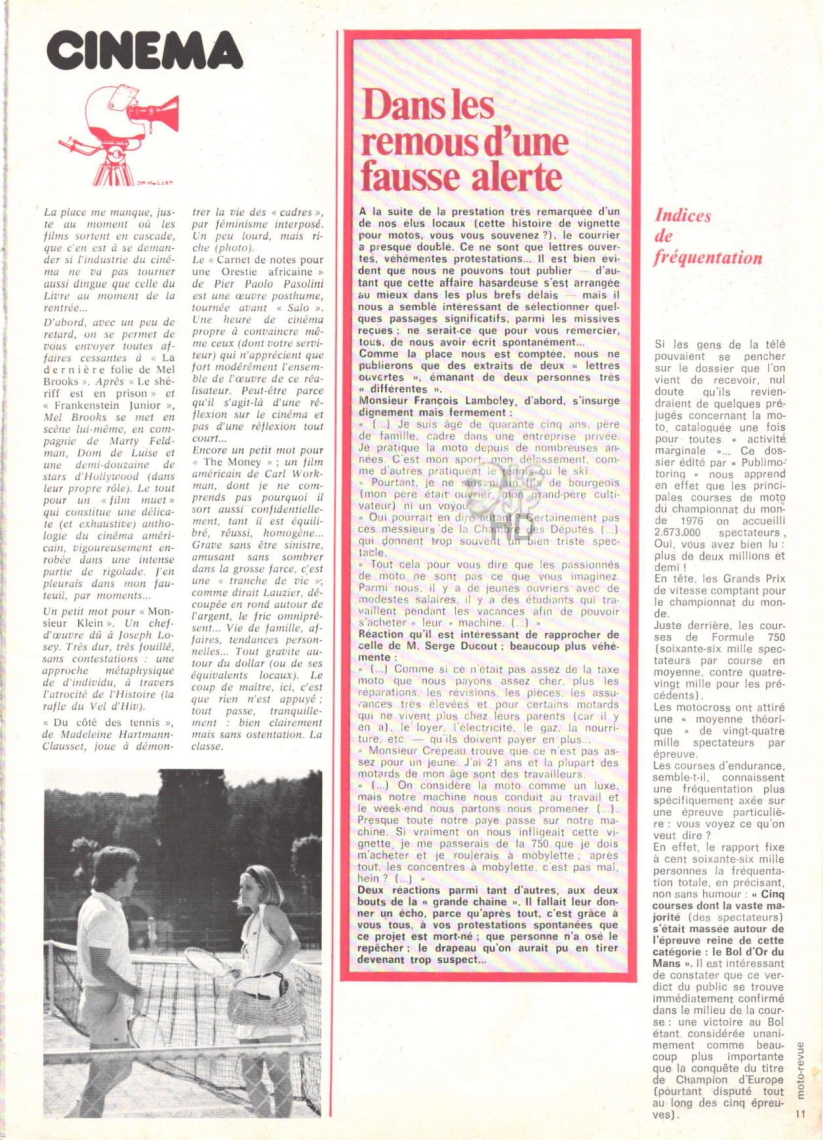 CINEMA
J.P. GILLET
La place me manque, jus-
te au moment où les
films sortent en cascade,
que c'en est à se deman-
der si l'industrie du ciné-
ma ne va pas tourner
aussi dingue que celle du
Livre au moment de la
rentrée...
D'abord, avec un peu de
retard, on se permet de
vous envoyer toutes af-
faires cessantes à « La
dernière folie de Mel
Brooks ». Après « Le shé-
riff est en prison » et
« Frankenstein Junior »,
Mel Brooks se met en
scène lui-même, en com-
pagnie de Marty Feld-
man, Dom de Luise et
une demi-douzaine de
stars d'Hollywood (dans
leur propre rôle). Le tout
pour un « film muet »
qui constitue une délica-
te (et exhaustive) antho-
logie du cinéma améri-
cain, vigoureusement en-
robée dans une intense
partie de rigolade. J'en
pleurais dans mon fau-
teuil, par moments...
Un petit mot pour « Mon-
sieur Klein ». Un chef-
d'œuvre dû à Joseph Lo-
sey. Très dur, très fouillé,
sans contestations : une
approche métaphysique
de d'individu, à travers
l'atrocité de l'Histoire (la
rafle du Vel d'Hiv).
« Du côté des tennis »,
de Madeleine Hartmann-
Clausset, joue à démon-
trer la vie des « cadres »,
par féminisme interposé.
Un peu lourd, mais ri-
che (photo).
Le « Carnet de notes pour
une Orestie africaine »
de Pier Paolo Pasolini
est une œuvre posthume,
tournée avant « Salo ».
Une heure de cinéma
propre à convaincre mê-
me ceux (dont votre servi-
teur) qui n'apprécient que
fort modérément l'ensem-
ble de l'œuvre de ce réa-
lisateur. Peut-être parce
qu'il s'agit-là d'une ré-
flexion sur le cinéma et
pas d'une réflexion tout
court...
Encore un petit mot pour
« The Money » ; un film
américain de Carl Work-
man, dont je ne com-
prends pas pourquoi il
sort aussi confidentielle-
ment, tant il est équili-
bré, réussi, homogène...
Grave sans être sinistre,
amusant sans sombrer
dans la grosse farce, c'est
une « tranche de vie »,
comme dirait Lauzier, dé-
coupée en rond autour de
l'argent, le fric omnipré-
sent... Vie de famille, af-
faires, tendances person-
nelles... Tout gravite au-
tour du dollar (ou de ses
équivalents locaux). Le
coup de maître, ici, c'est
que rien n'est appuyé ;
tout passe, tranquille-
ment : bien clairement
mais sans ostentation. La
classe.
Dans les
remous d'une
fausse alerte
A la suite de la prestation très remarquée d'un
de nos élus locaux (cette histoire de vignette
pour motos, vous vous souvenez ?), le courrier
a presque doublé. Ce ne sont que lettres ouver-
tes, véhémentes protestations... Il est bien évi-
dent que nous ne pouvons tout publier — d'au-
tant que cette affaire hasardeuse s'est arrangée
au mieux dans les plus brefs délais — mais il
nous a semblé intéressant de sélectionner quel-
ques passages significatifs, parmi les missives
reçues ; ne serait-ce que pour vous remercier,
tous, de nous avoir écrit spontanément...
Comme la place nous est comptée, nous ne
publierons que des extraits de deux « lettres
ouvertes », émanant de deux personnes très
« différentes ».
Monsieur François Lamboley, d'abord, s'insurge
dignement mais fermement :
« (...) Je suis âgé de quarante cinq ans, père
de famille, cadre dans une entreprise privée.
Je pratique la moto depuis de nombreuses an-
nées. C'est mon sport, mon délassement, com-
me d'autres pratiquent le ou le ski...
« Pourtant, je ne de bourgeois
(mon père était ouvrier, mon grand-père culti-
vateur) ni un voyou.
« Qui pourrait en dire autant ? Certainement pas
ces messieurs de la Chambre des Députés (...)
qui donnent trop souvent un bien triste spec-
tacle.
« Tout cela pour vous dire que les passionnés
de moto ne sont pas ce que vous imaginez.
Parmi nous, il y a de jeunes ouvriers avec de
modestes salaires, il y a des étudiants qui tra-
vaillent pendant les vacances afin de pouvoir
s'acheter « leur » machine. (...) »
Réaction qu'il est intéressant de rapprocher de
celle de M. Serge Ducout ; beaucoup plus véhé-
mente :
« (...) Comme si ce n'était pas assez de la taxe
moto que nous payons assez cher, plus les
réparations, les révisions, les pièces, les assu-
rances très élevées et pour certains motards
qui ne vivent plus chez leurs parents (car il y
en a), le loyer, l'électricité, le gaz, la nourri-
ture, etc. — qu'ils doivent payer en plus...
« Monsieur Crépeau trouve que ce n'est pas as-
sez pour un jeune. J'ai 21 ans et la plupart des
motards de mon âge sont des travailleurs.
« (...) On considère la moto comme un luxe,
mais notre machine nous conduit au travail et
le week-end nous partons nous promener (...).
Presque toute notre paye passe sur notre ma-
chine. Si vraiment on nous infligeait cette vi-
gnette, je me passerais de la 750 que je dois
m'acheter et je roulerais à mobylette ; après
tout, les concentres à mobylette, c'est pas mal,
hein ? (...) »
Deux réactions parmi tant d'autres, aux deux
bouts de la « grande chaîne ». Il fallait leur don-
ner un écho, parce qu'après tout, c'est grâce à
vous tous, à vos protestations spontanées que
ce projet est mort-né ; que personne n'a osé le
repêcher ; le drapeau qu'on aurait pu en tirer
devenant trop suspect...
Indices
de
fréquentation
Si les gens de la télé
pouvaient se pencher
sur le dossier que l'on
vient de recevoir, nul
doute qu'ils revien-
draient de quelques pré-
jugés concernant la mo-
to, cataloguée une fois
pour toutes « activité
marginale »... Ce dos-
sier édité par « Publimo-
toring » nous apprend
en effet que les princi-
pales courses de moto
du championnat du mon-
de 1976 on accueilli
2.673.000 spectateurs,
Oui, vous avez bien lu :
plus de deux millions et
demi !
En tête, les Grands Prix
de vitesse comptant pour
le championnat du mon-
de.
Juste derrière, les cour-
ses de Formule 750
(soixante-six mille spec-
tateurs par course en
moyenne, contre quatre-
vingt mille pour les pré-
cédents).
Les motocross ont attiré
une « moyenne théori-
que » de vingt-quatre
mille spectateurs par
épreuve.
Les courses d'endurance,
semble-t-il, connaissent
une fréquentation plus
spécifiquement axée sur
une épreuve particuliè-
re : vous voyez ce qu'on
veut dire ?
En effet, le rapport fixe
à cent soixante-six mille
personnes la fréquenta-
tion totale, en précisant,
non sans humour : « Cinq
courses dont la vaste ma-
jorité (des spectateurs)
s'était massée autour de
l'épreuve reine de cette
catégorie : le Bol d'Or du
Mans ». Il est intéressant
de constater que ce ver-
dict du public se trouve
immédiatement confirmé
dans le milieu de la cour-
se : une victoire au Bol
étant considérée unani-
mement comme beau-
coup plus importante
que la conquête du titre
de Champion d'Europe
(pourtant disputé tout
au long des cinq épreu-
ves).
moto-revue
11